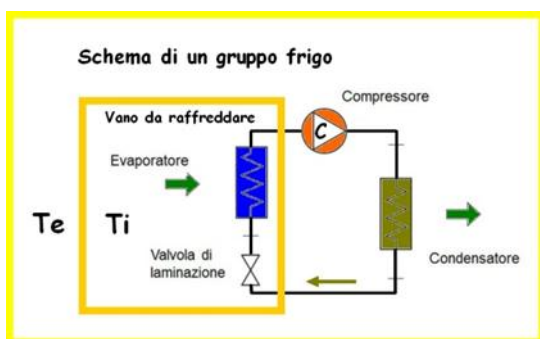 Schema di un gruppo frigo
Compressore
Vano da raffreddare
C
Evaporatore
Te
Ti
Valvola di
laminazione
Condensatore